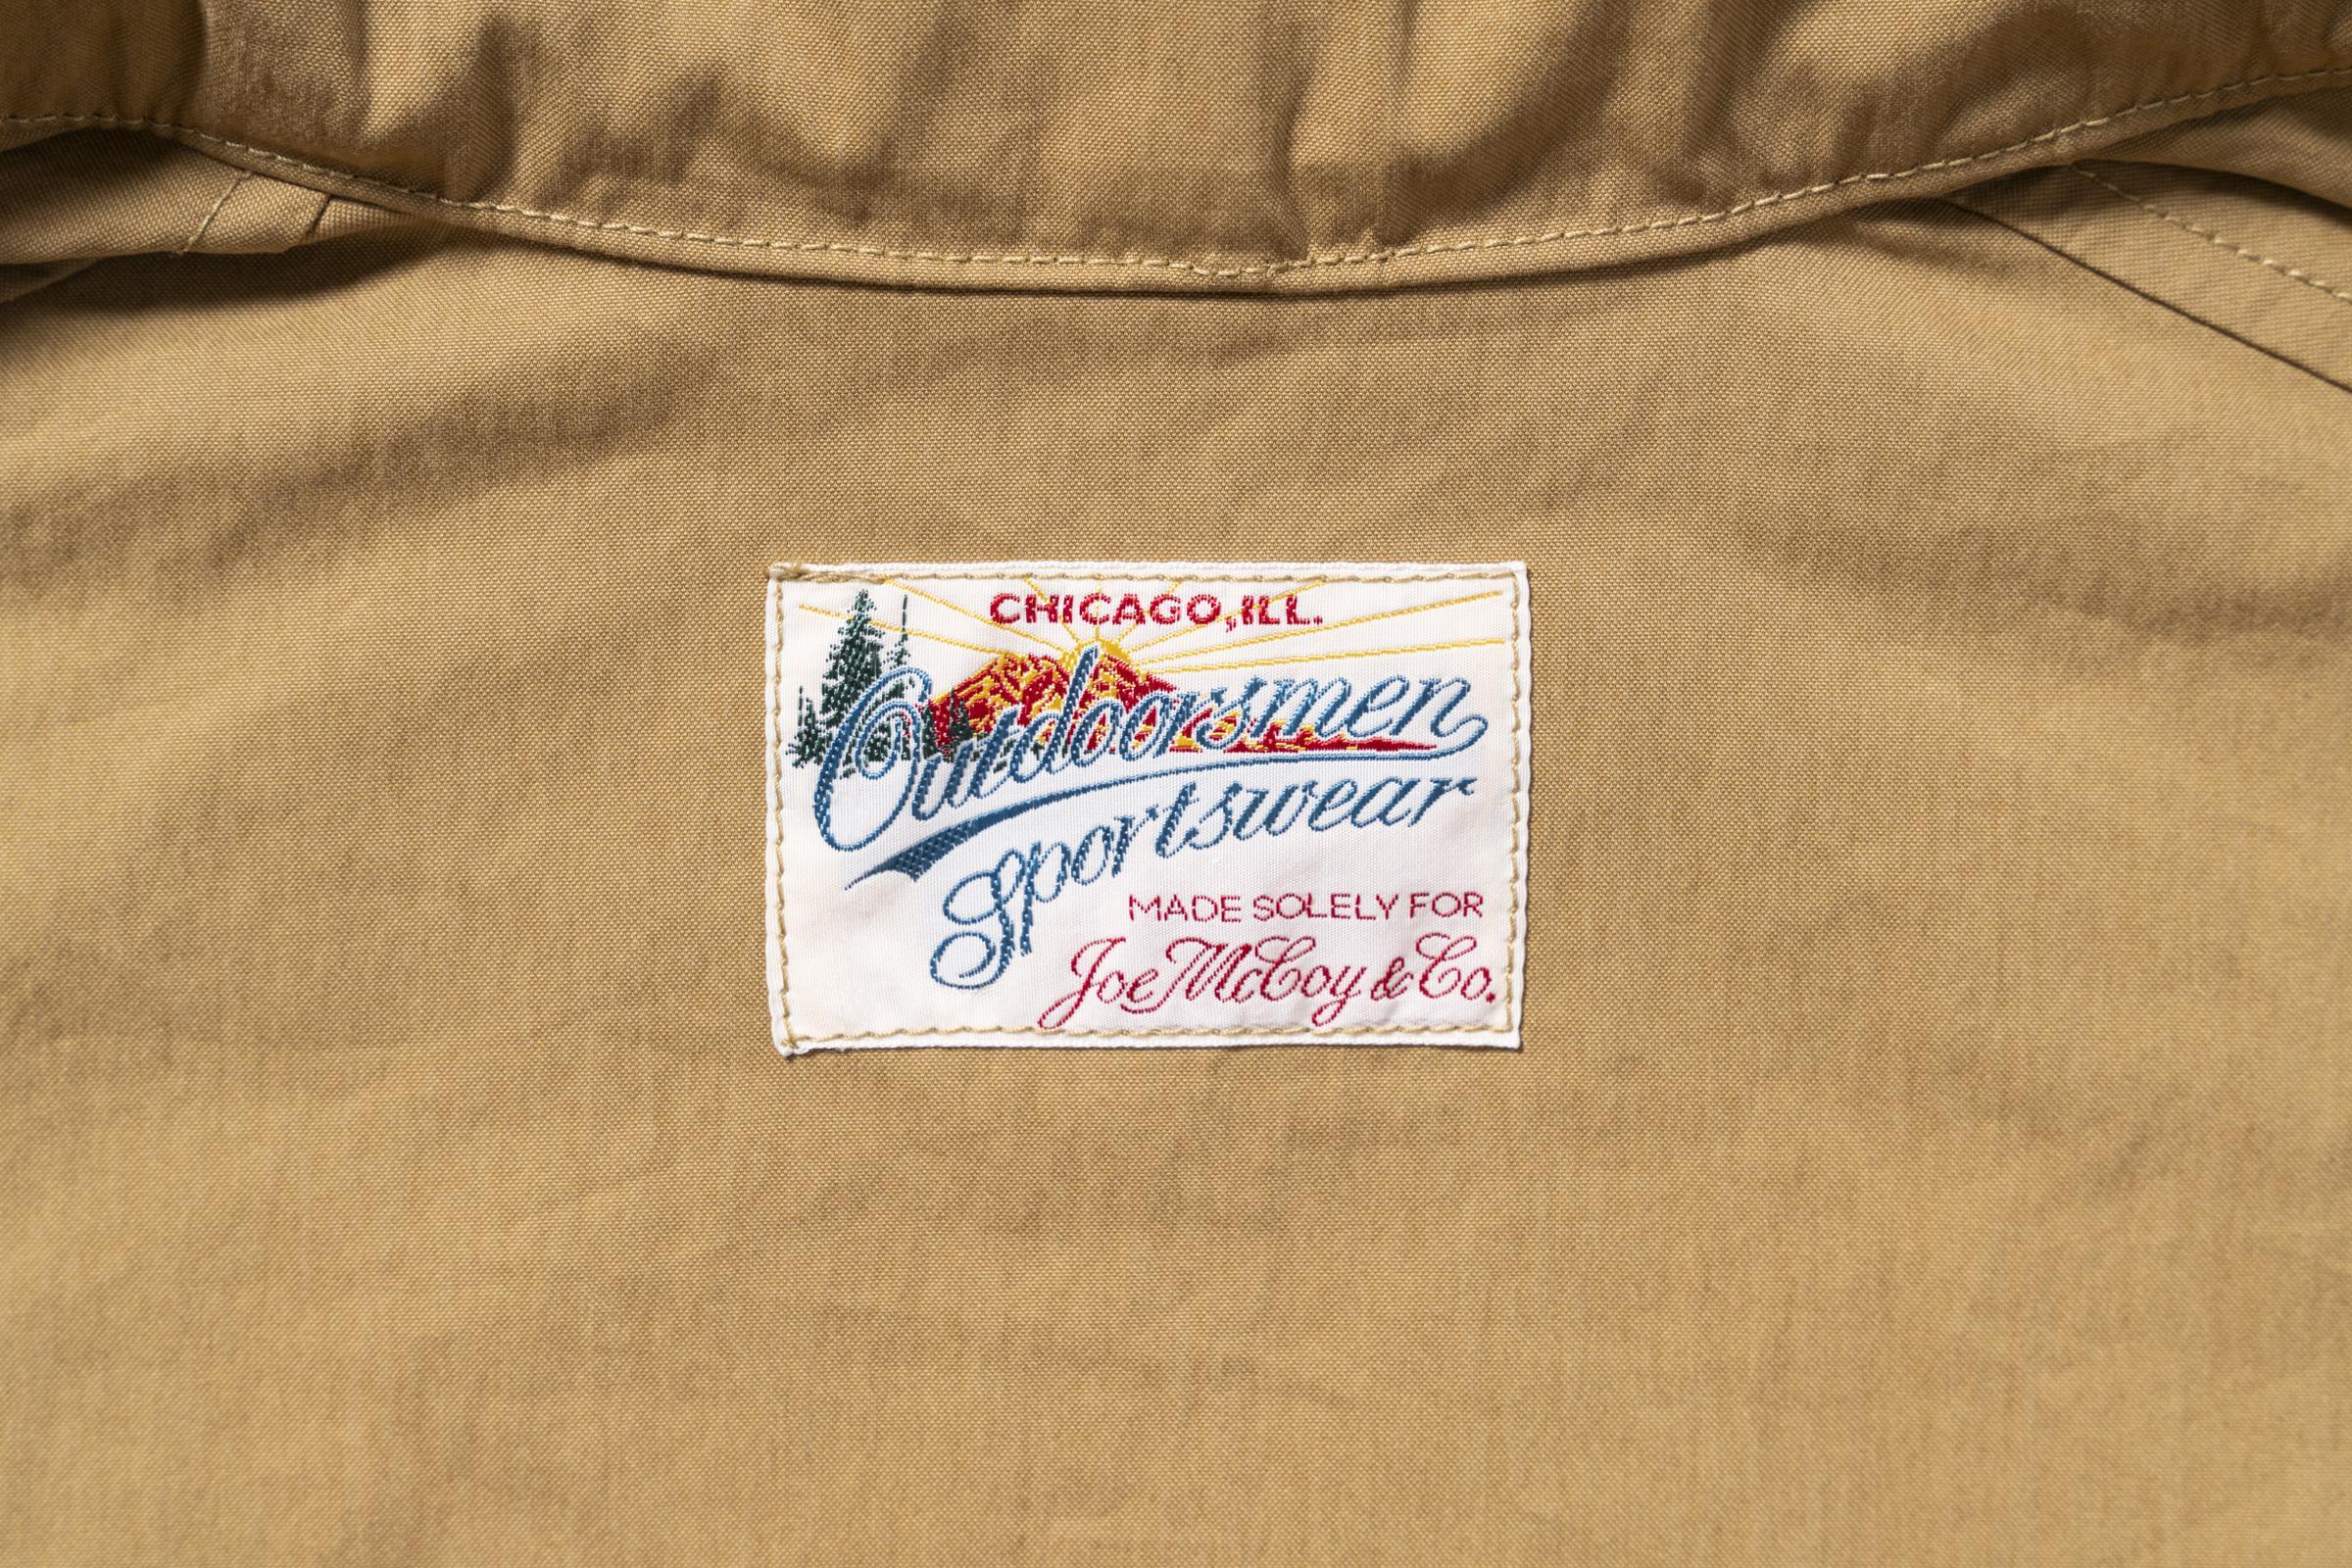 CHICAGO, ILL.
Outdoorsmen
Sportswear
MADE SOLELY FOR
Joe McCoy & Co.